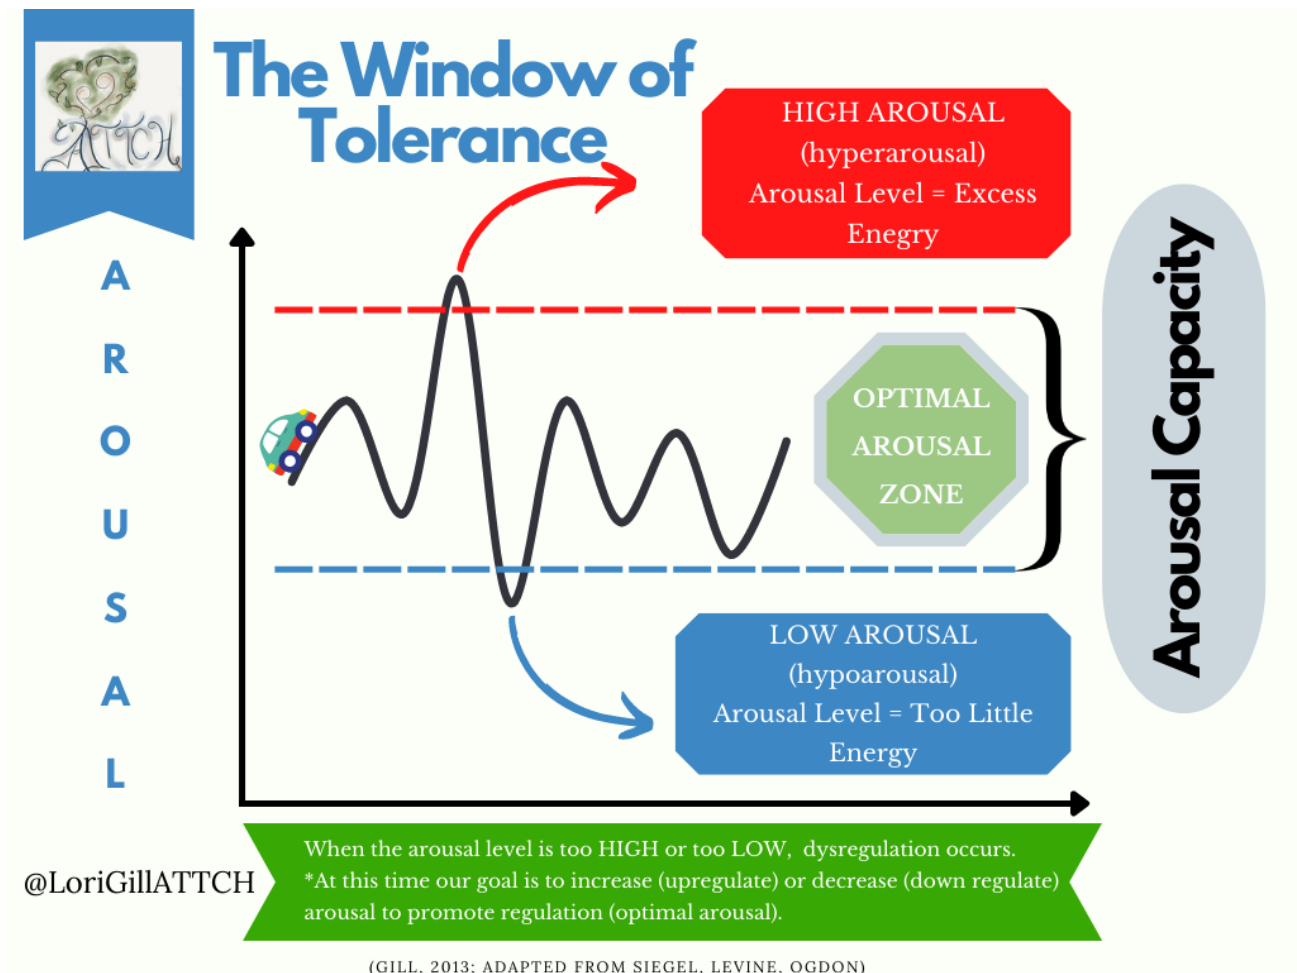 ATTCH
The Window of
Tolerance
HIGH AROUSAL
(hyperarousal)
Arousal Level = Excess
Enegry
A
R
O
U
S
A
L
OPTIMAL
AROUSAL
ZONE
Arousal Capacity
LOW AROUSAL
(hypoarousal)
Arousal Level = Too Little
Energy
When the arousal level is too HIGH or too LOW, dysregulation occurs.
*At this time our goal is to increase (upregulate) or decrease (down regulate)
arousal to promote regulation (optimal arousal).
@LoriGillATTCH
(GILL, 2013; ADAPTED FROM SIEGEL, LEVINE, OGDON)